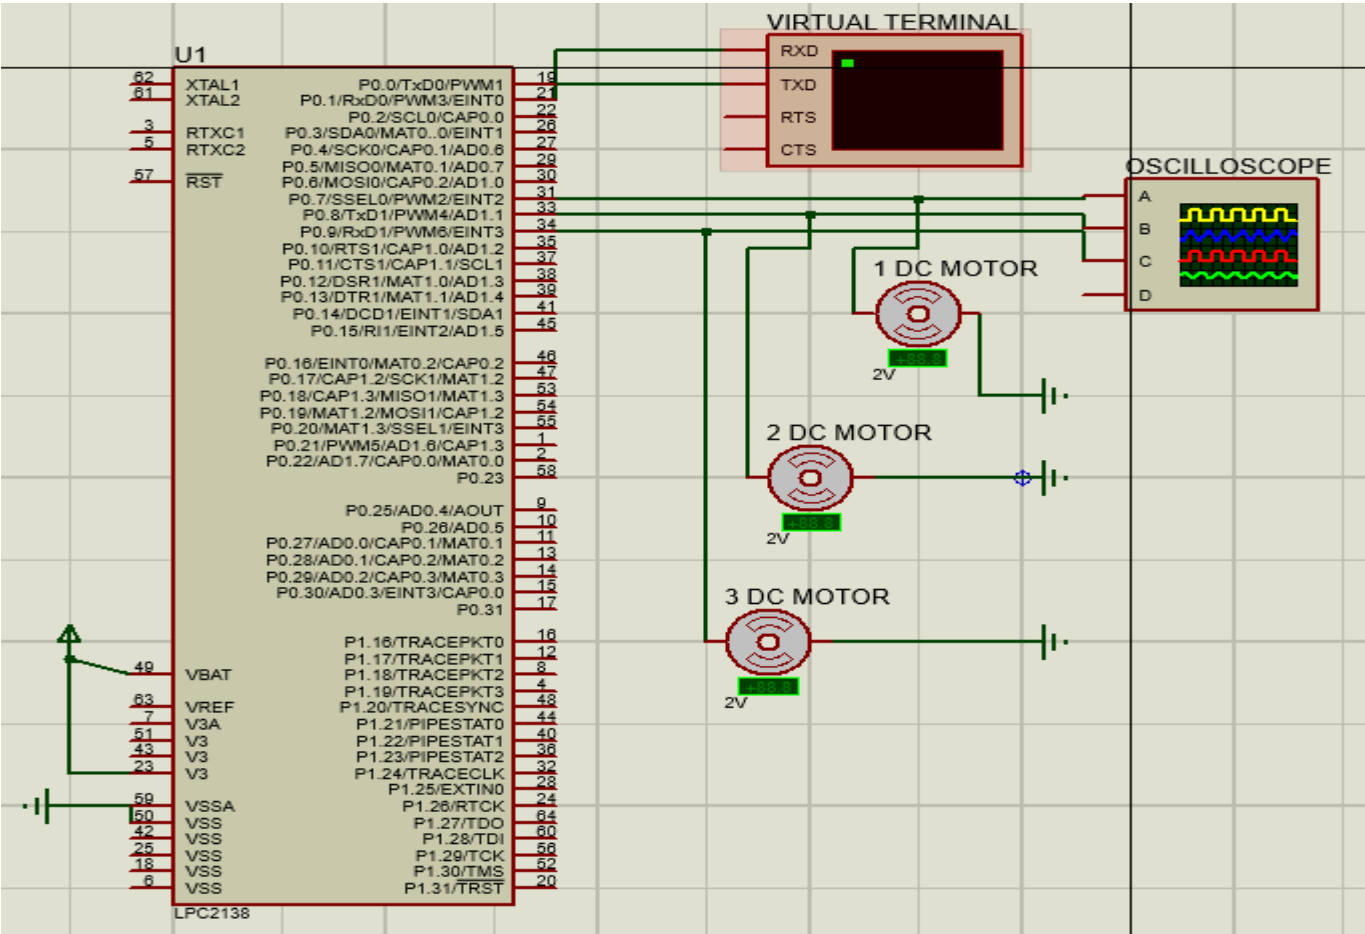 VIRTUAL TERMINAL
RXD
TXD
RTS
CTS
OSCILLOSCOPE
A
B
C
D
U1
62 XTAL1
61 XTAL2
3 RTXC1
5 RTXC2
57 RST
49 VBAT
63 VREF
7 V3A
51 V3
43 V3
23 V3
59 VSSA
50 VSS
42 VSS
25 VSS
18 VSS
6 VSS
P0.0/TxD0/PWM1 19
P0.1/RxD0/PWM3/EINT0 21
P0.2/SCL0/CAP0.0 22
P0.3/SDA0/MAT0..0/EINT1 26
P0.4/SCK0/CAP0.1/AD0.6 27
P0.5/MISO0/MAT0.1/AD0.7 29
P0.6/MOSI0/CAP0.2/AD1.0 30
P0.7/SSEL0/PWM2/EINT2 31
P0.8/TxD1/PWM4/AD1.1 33
P0.9/RxD1/PWM6/EINT3 34
P0.10/RTS1/CAP1.0/AD1.2 35
P0.11/CTS1/CAP1.1/SCL1 37
P0.12/DSR1/MAT1.0/AD1.3 38
P0.13/DTR1/MAT1.1/AD1.4 39
P0.14/DCD1/EINT1/SDA1 41
P0.15/RI1/EINT2/AD1.5 45
P0.16/EINT0/MAT0.2/CAP0.2 46
P0.17/CAP1.2/SCK1/MAT1.2 47
P0.18/CAP1.3/MISO1/MAT1.3 53
P0.19/MAT1.2/MOSI1/CAP1.2 54
P0.20/MAT1.3/SSEL1/EINT3 55
P0.21/PWM5/AD1.6/CAP1.3 1
P0.22/AD1.7/CAP0.0/MAT0.0 2
P0.23 58
P0.25/AD0.4/AOUT 9
P0.26/AD0.5 10
P0.27/AD0.0/CAP0.1/MAT0.1 11
P0.28/AD0.1/CAP0.2/MAT0.2 13
P0.29/AD0.2/CAP0.3/MAT0.3 14
P0.30/AD0.3/EINT3/CAP0.0 15
P0.31 17
P1.16/TRACEPKT0 16
P1.17/TRACEPKT1 12
P1.18/TRACEPKT2 8
P1.19/TRACEPKT3 4
P1.20/TRACESYNC 48
P1.21/PIPESTAT0 44
P1.22/PIPESTAT1 40
P1.23/PIPESTAT2 36
P1.24/TRACECLK 32
P1.25/EXTIN0 28
P1.26/RTCK 24
P1.27/TDO 64
P1.28/TDI 60
P1.29/TCK 56
P1.30/TMS 52
P1.31/TRST 20
LPC2138
1 DC MOTOR
+88.8
2V
2 DC MOTOR
+88.8
2V
3 DC MOTOR
+88.8
2V